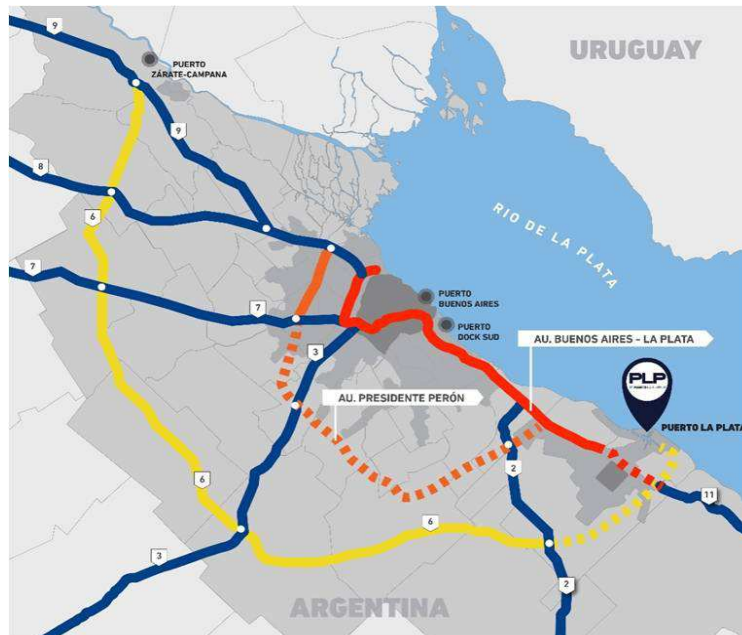 9
PUERTO
ZÁRATE-CAMPANA
URUGUAY
9
8
6
RIO DE LA PLATA
7
7
PUERTO
BUENOS AIRES
PUERTO
DOCK SUD
3
AU. BUENOS AIRES - LA PLATA
PLP
AU. PRESIDENTE PERÓN
PUERTO LA PLATA
2
6
11
6
3
2
ARGENTINA